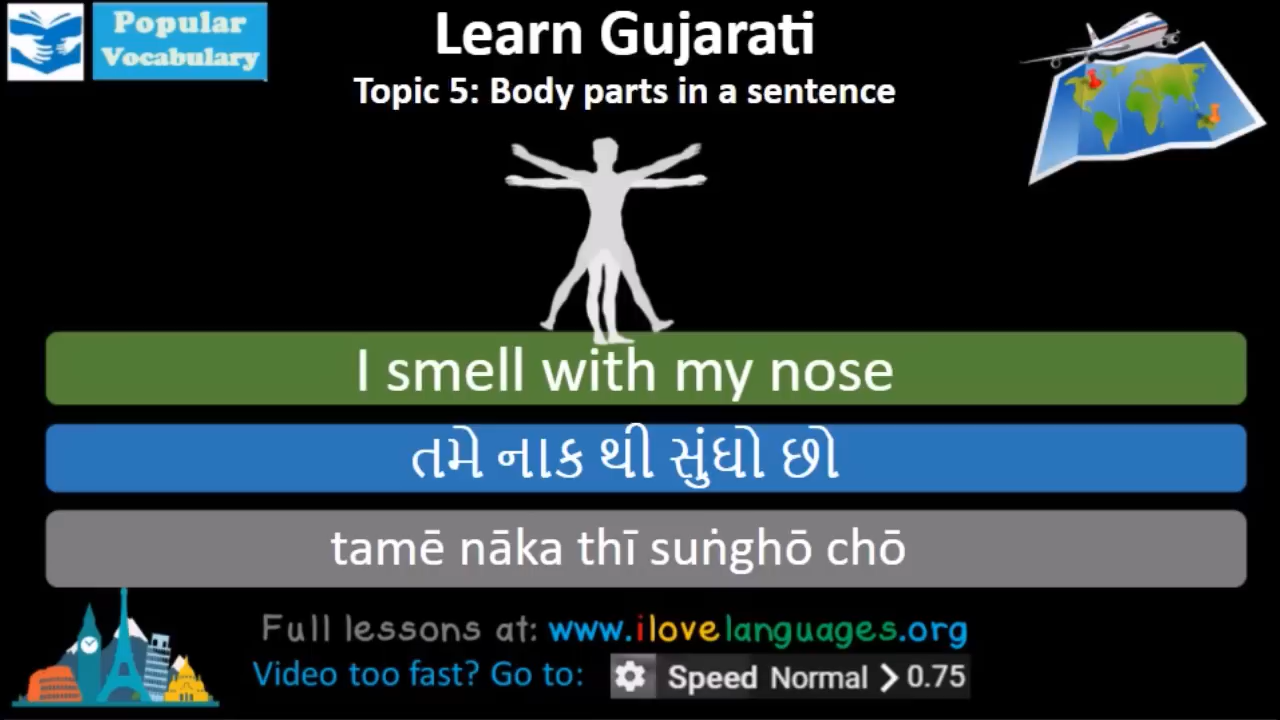 Popular
Vocabulary
Learn Gujarati
Topic 5: Body parts in a sentence
I smell with my nose
તમે નાક થી સુંઘો છો
tamē nāka thī suṅghō chō
Full lessons at: www.ilovelanguages.org
Video too fast? Go to: Speed Normal > 0.75